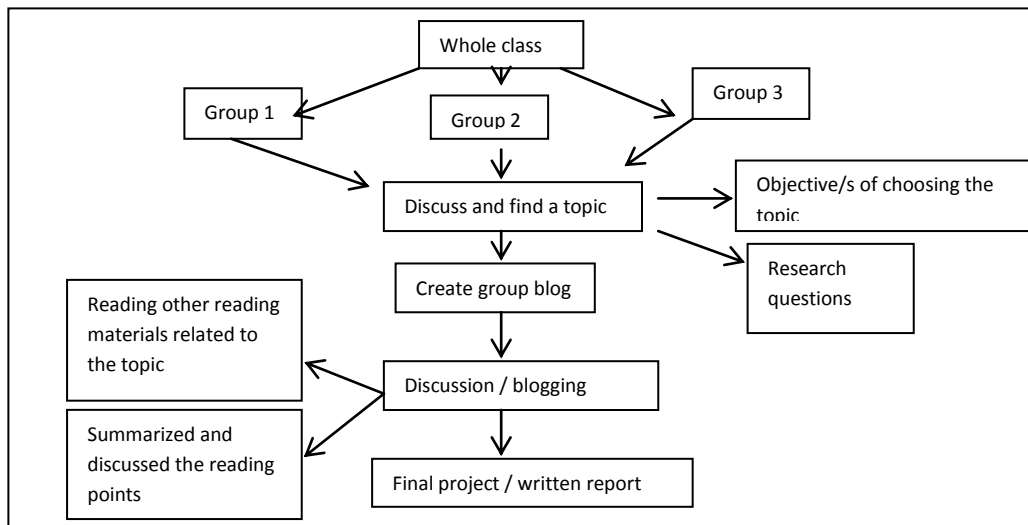 Whole class
Group 1
Group 2
Group 3
Discuss and find a topic
Objective/s of choosing the
topic
Research
questions
Create group blog
Reading other reading
materials related to
the topic
Discussion / blogging
Summarized and
discussed the reading
points
Final project / written report